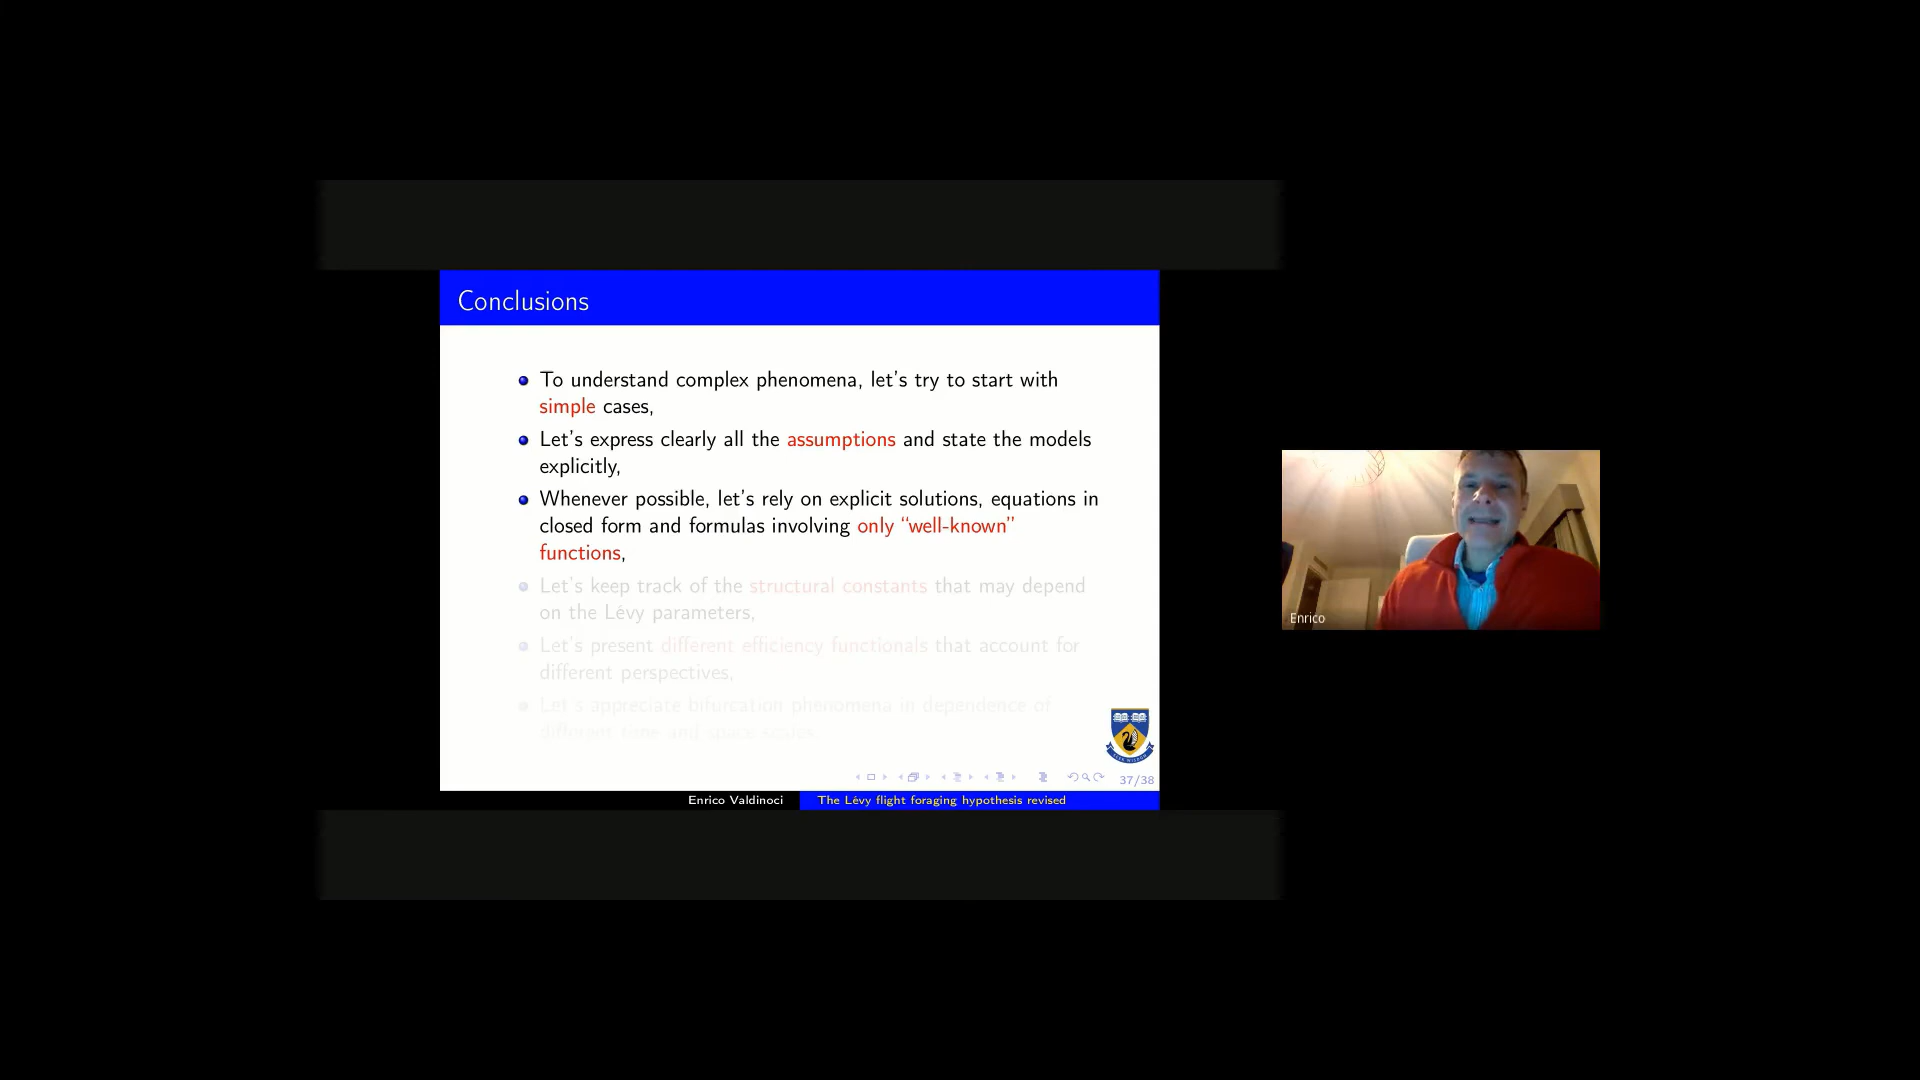 Conclusions
To understand complex phenomena, let's try to start with
simple cases,
Let's express clearly all the assumptions and state the models
explicitly,
Whenever possible, let's rely on explicit solutions, equations in
closed form and formulas involving only “well-known”
functions,
Let's keep track of the structural constants that may depend
on the Lévy parameters,
Let's present different efficiency functionals that account for
different perspectives,
Let's appreciate bifurcation phenomena in dependence of
different time and space scales
37/38
Enrico Valdinoci
The Lévy flight foraging hypothesis revised
Enrico